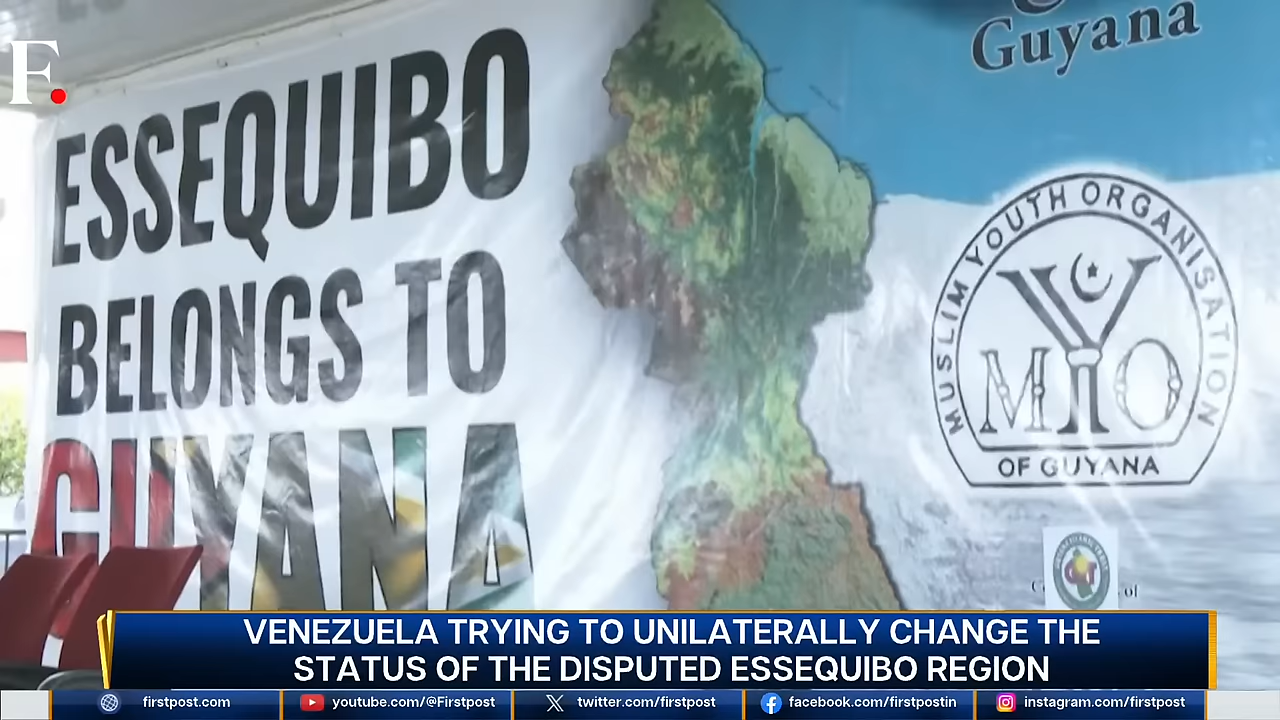 F.
ESSEQUIBO
BELONGS TO
GUYANA
Guyana
MUSLIM YOUTH ORGANISATION
MYO
OF GUYANA
of
VENEZUELA TRYING TO UNILATERALLY CHANGE THE
STATUS OF THE DISPUTED ESSEQUIBO REGION
firstpost.com
youtube.com/@Firstpost
twitter.com/firstpost
facebook.com/firstpostin
instagram.com/firstpost